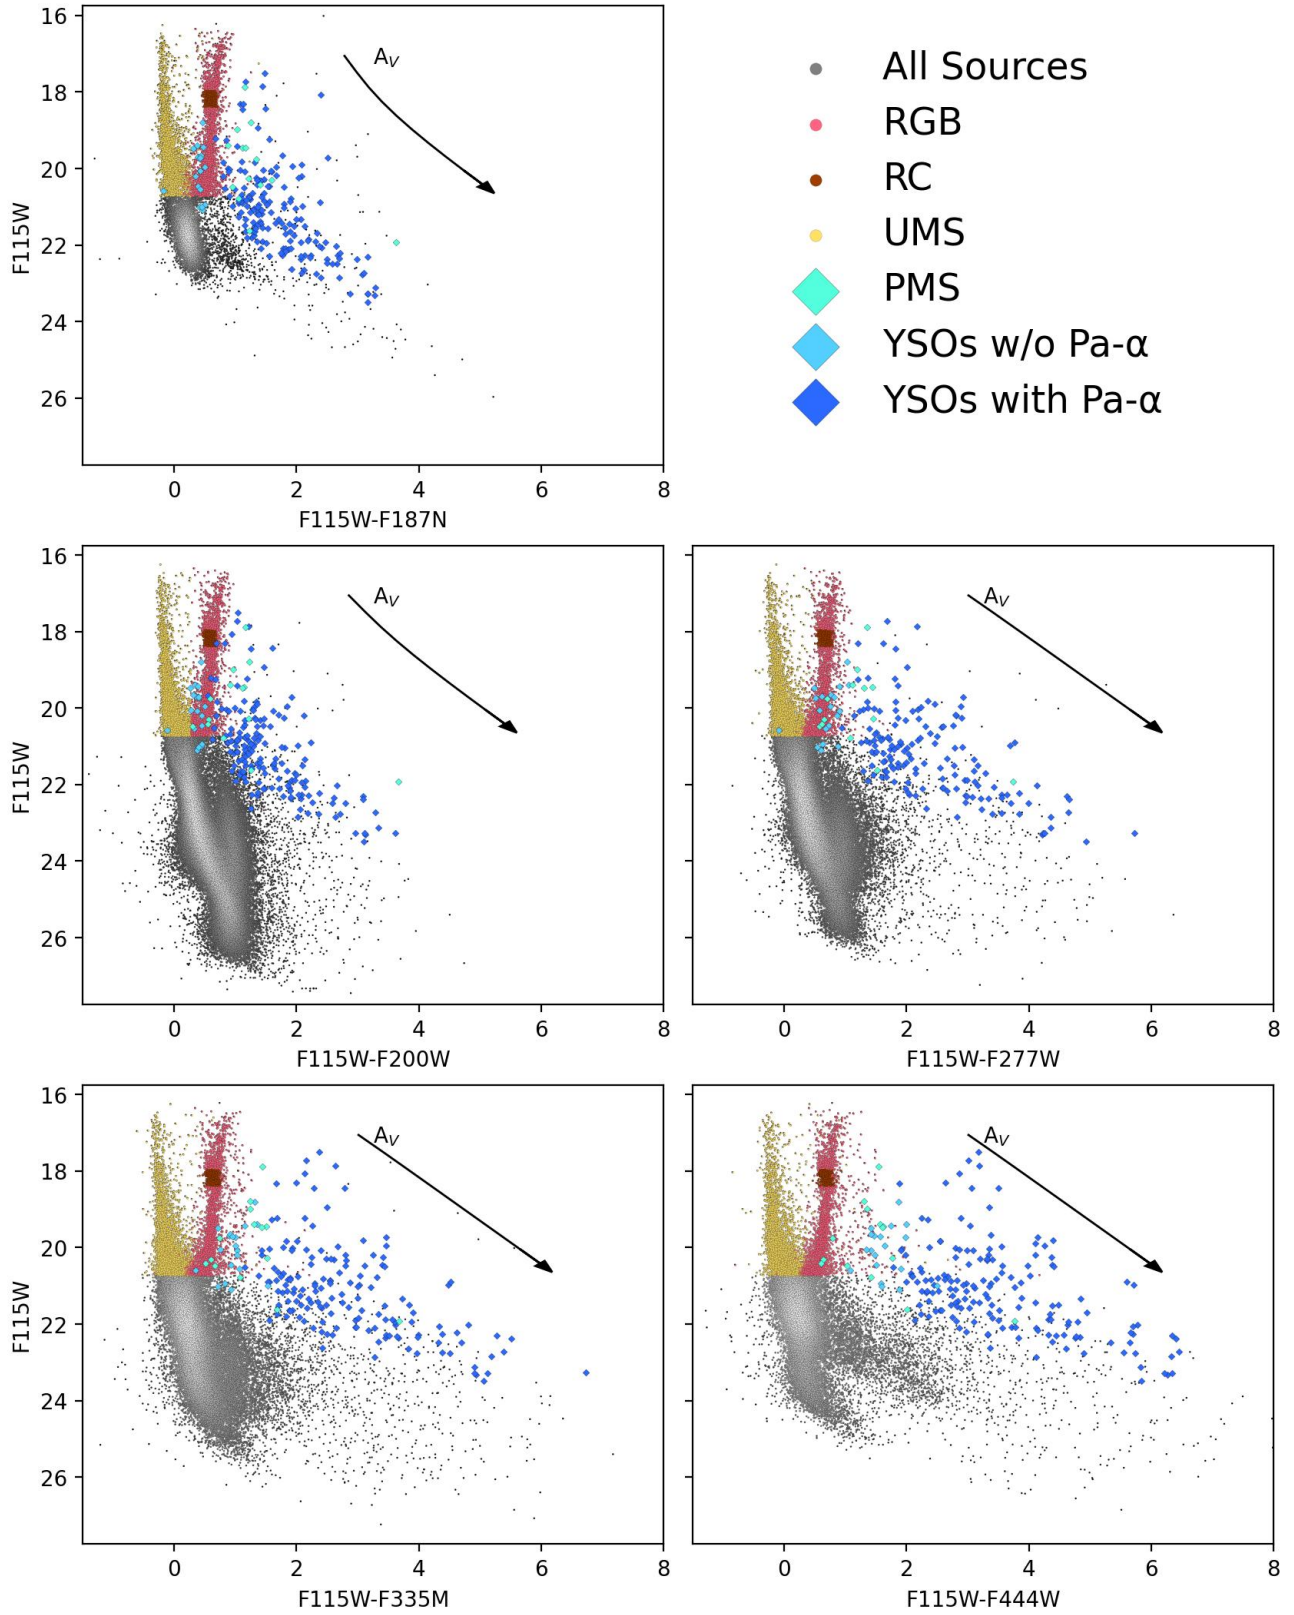 16
18
20
22
24
26
F115W
0 2 4 6 8
F115W-F187N
A_V
All Sources
RGB
RC
UMS
PMS
YSOs w/o Pa-α
YSOs with Pa-α
16
18
20
22
24
26
F115W
0 2 4 6 8
F115W-F200W
A_V
0 2 4 6 8
F115W-F277W
A_V
16
18
20
22
24
26
F115W
0 2 4 6 8
F115W-F335M
A_V
0 2 4 6 8
F115W-F444W
A_V